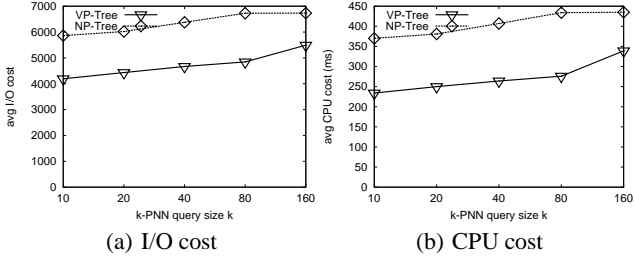 VP-Tree
NP-Tree
7000
6000
5000
4000
3000
2000
1000
0
avg I/O cost
10 20 40 80 160
k-PNN query size k
(a) I/O cost
VP-Tree
NP-Tree
450
400
350
300
250
200
150
100
50
0
avg CPU cost (ms)
10 20 40 80 160
k-PNN query size k
(b) CPU cost